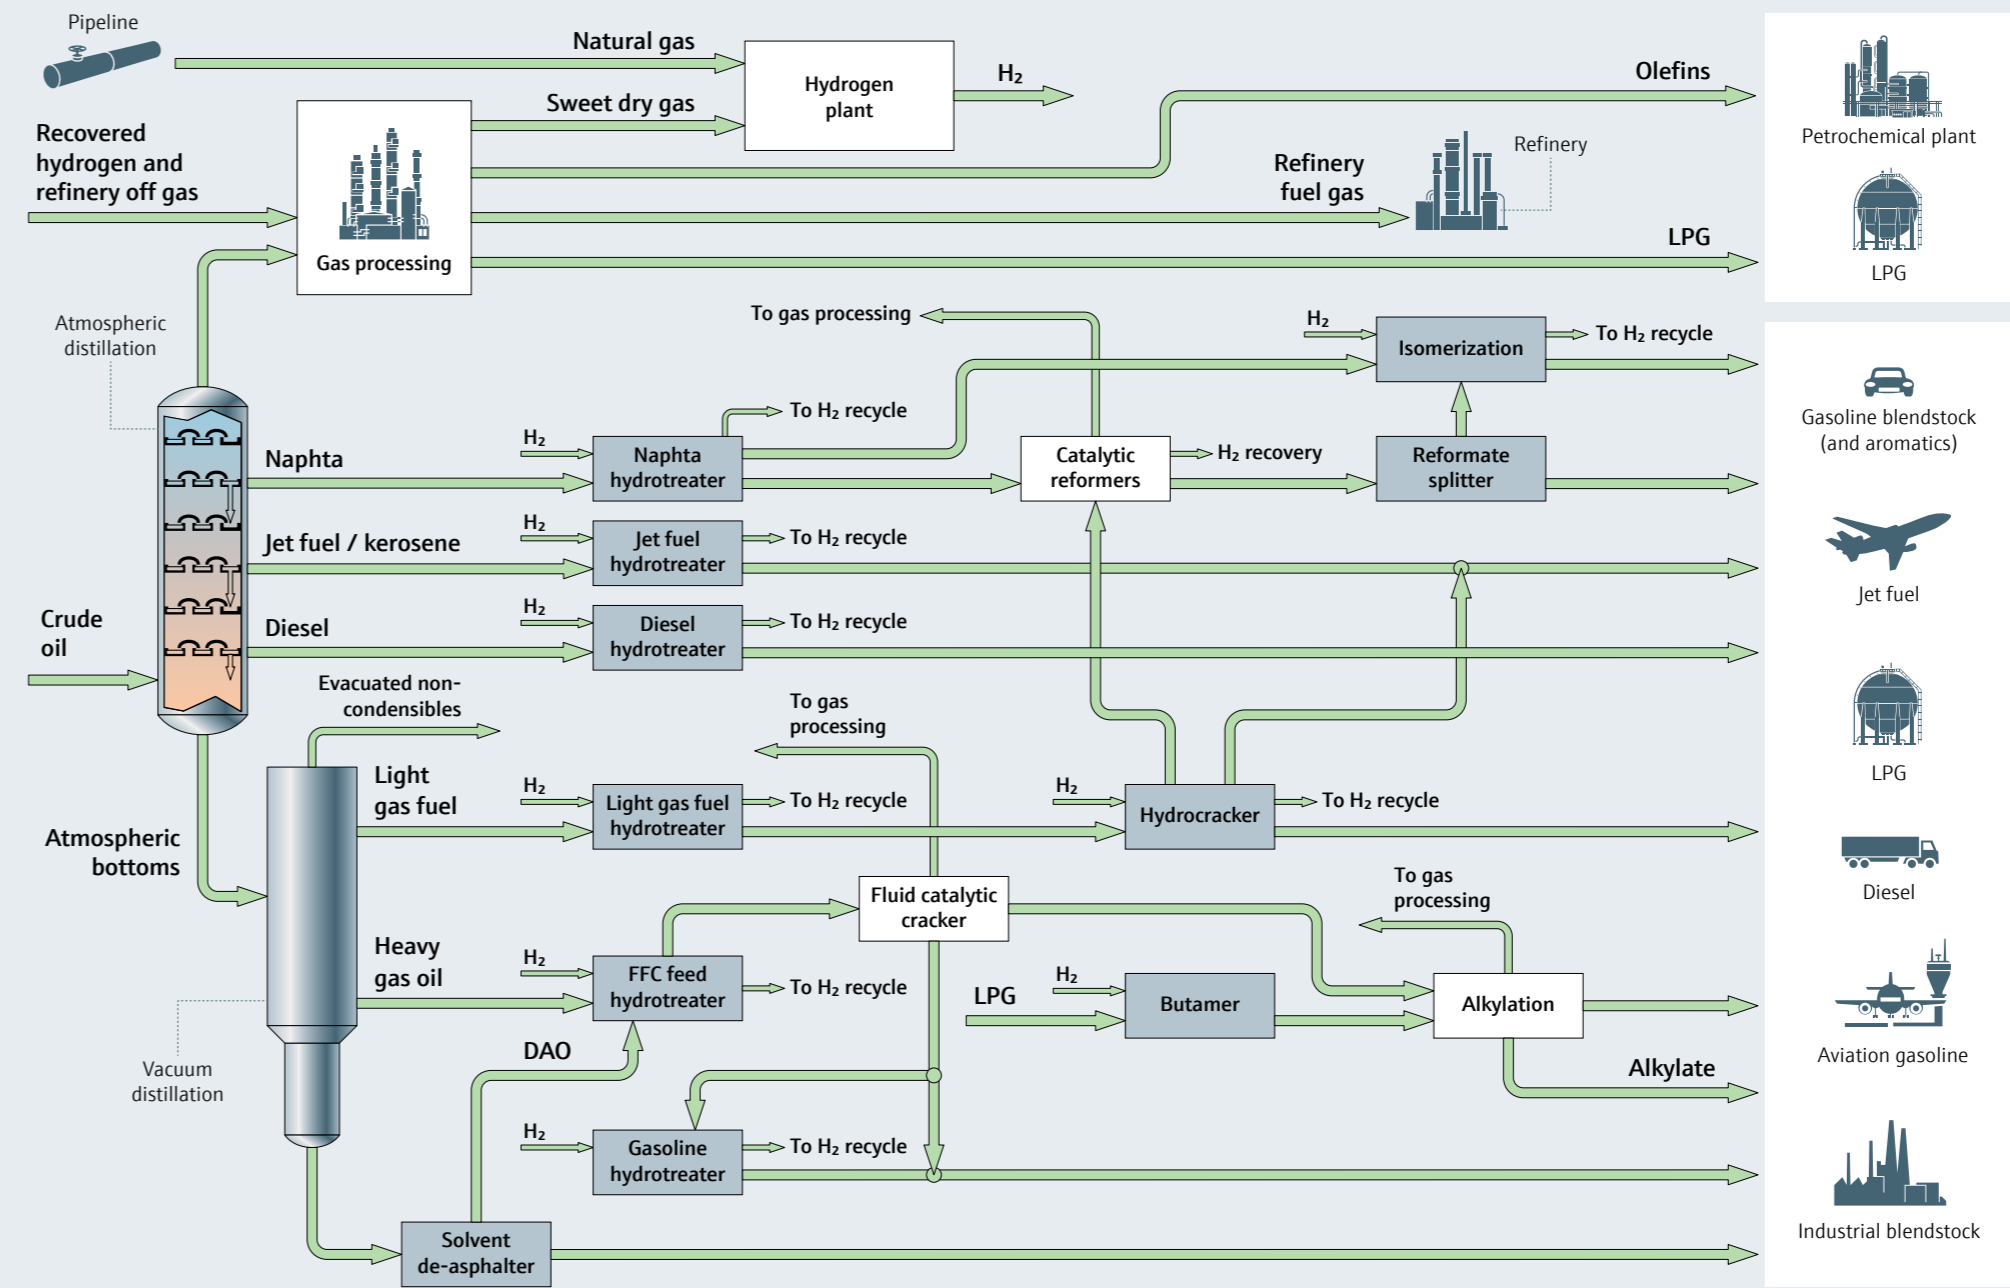 Pipeline
Natural gas
Hydrogen
plant
H₂
Olefins
Petrochemical plant
Sweet dry gas
Recovered
hydrogen and
refinery off gas
Gas processing
Refinery
fuel gas
Refinery
LPG
LPG
Atmospheric
distillation
To gas processing
H₂
Isomerization
To H₂ recycle
To H₂ recycle
Gasoline blendstock
(and aromatics)
Naphta
H₂
Naphta
hydrotreater
Catalytic
reformers
H₂ recovery
Reformate
splitter
Jet fuel / kerosene
H₂
Jet fuel
hydrotreater
To H₂ recycle
Jet fuel
Crude
oil
Diesel
H₂
Diesel
hydrotreater
To H₂ recycle
Evacuated non-
condensibles
To gas
processing
LPG
Light
gas fuel
H₂
Light gas fuel
hydrotreater
To H₂ recycle
H₂
Hydrocracker
To H₂ recycle
Atmospheric
bottoms
Fluid catalytic
cracker
To gas
processing
Diesel
Heavy
gas oil
H₂
FFC feed
hydrotreater
To H₂ recycle
LPG
H₂
Butamer
Alkylation
Aviation gasoline
Vacuum
distillation
DAO
Alkylate
H₂
Gasoline
hydrotreater
To H₂ recycle
Industrial blendstock
Solvent
de-asphalter